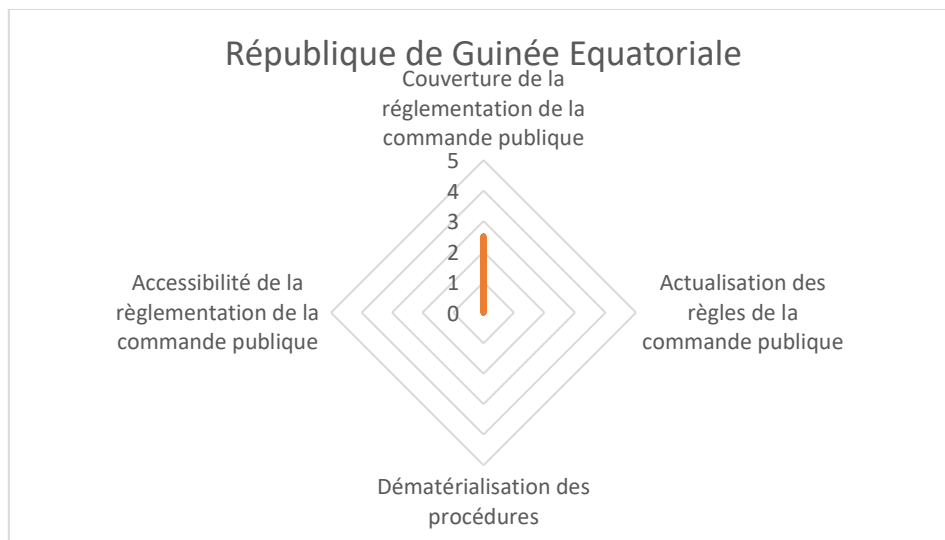 République de Guinée Equatoriale
Couverture de la
réglementation de la
commande publique
5
4
3
2
1
0
Accessibilité de la
règlementation de la
commande publique
Actualisation des
règles de la
commande publique
Dématérialisation des
procédures